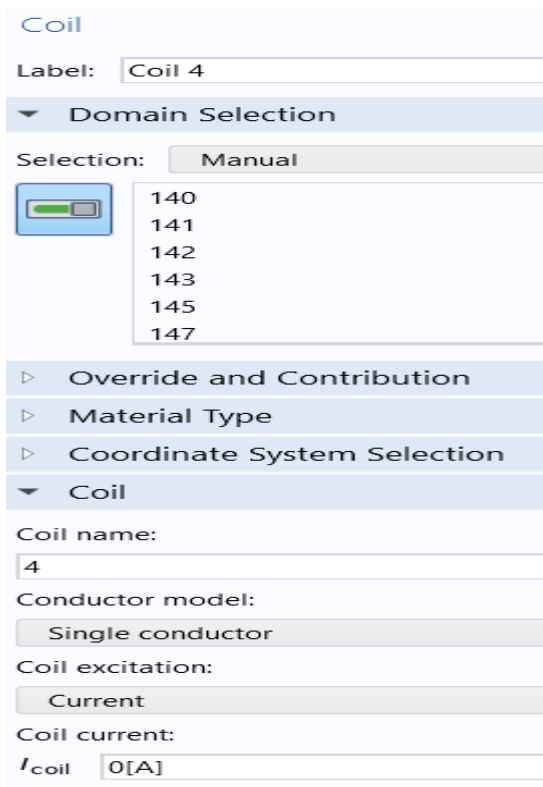 Coil
Label: Coil 4
Domain Selection
Selection: Manual
140
141
142
143
145
147
Override and Contribution
Material Type
Coordinate System Selection
Coil
Coil name:
4
Conductor model:
Single conductor
Coil excitation:
Current
Coil current:
Icoil 0[A]